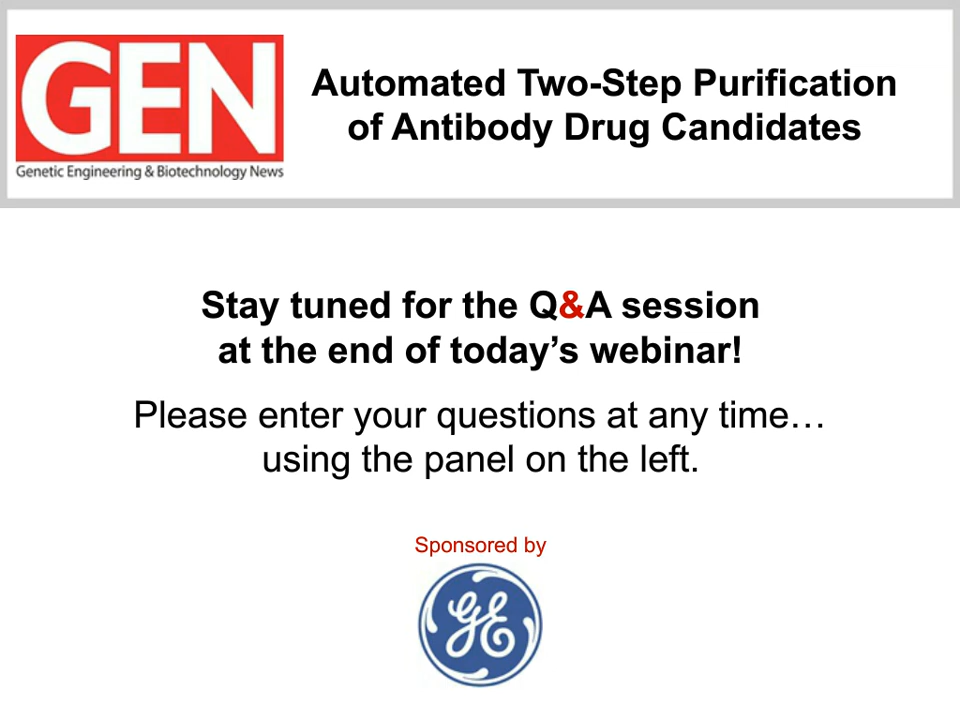 GEN
Genetic Engineering & Biotechnology News
Automated Two-Step Purification
of Antibody Drug Candidates
Stay tuned for the Q&A session
at the end of today’s webinar!
Please enter your questions at any time…
using the panel on the left.
Sponsored by
GE